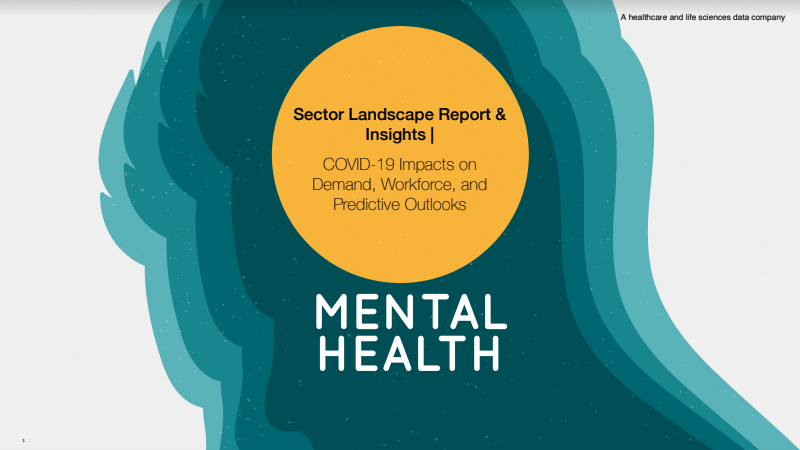 A healthcare and life sciences data company
Sector Landscape Report &
Insights |
COVID-19 Impacts on
Demand, Workforce, and
Predictive Outlooks
MENTAL
HEALTH
1